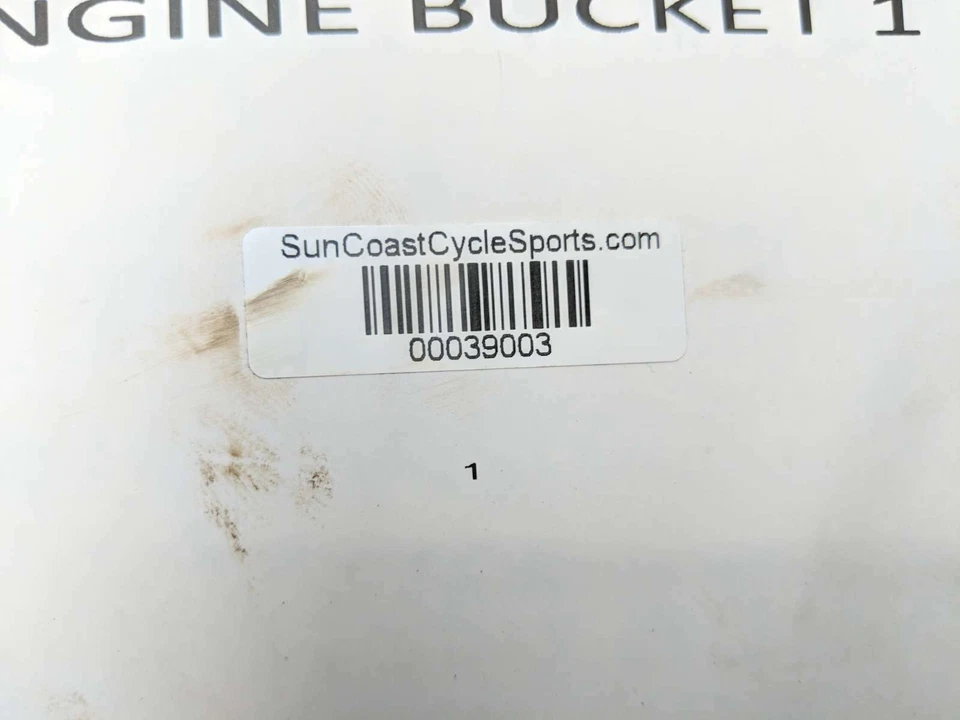 NGINE BUCKET 1
SunCoastCycleSports.com
00039003
1